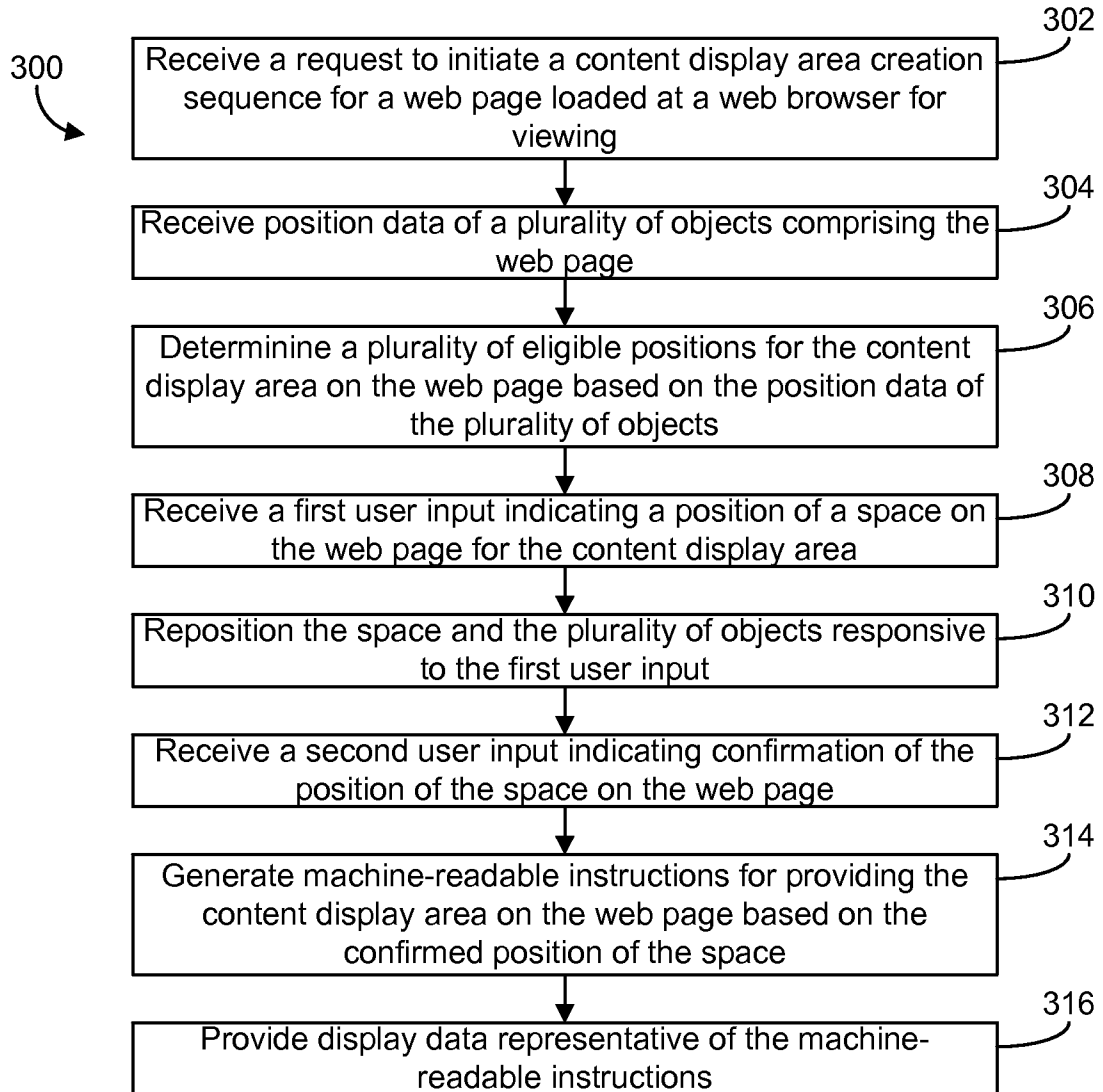 300
302
Receive a request to initiate a content display area creation
sequence for a web page loaded at a web browser for
viewing
304
Receive position data of a plurality of objects comprising the
web page
306
Determinine a plurality of eligible positions for the content
display area on the web page based on the position data of
the plurality of objects
308
Receive a first user input indicating a position of a space on
the web page for the content display area
310
Reposition the space and the plurality of objects responsive
to the first user input
312
Receive a second user input indicating confirmation of the
position of the space on the web page
314
Generate machine-readable instructions for providing the
content display area on the web page based on the
confirmed position of the space
316
Provide display data representative of the machine-
readable instructions